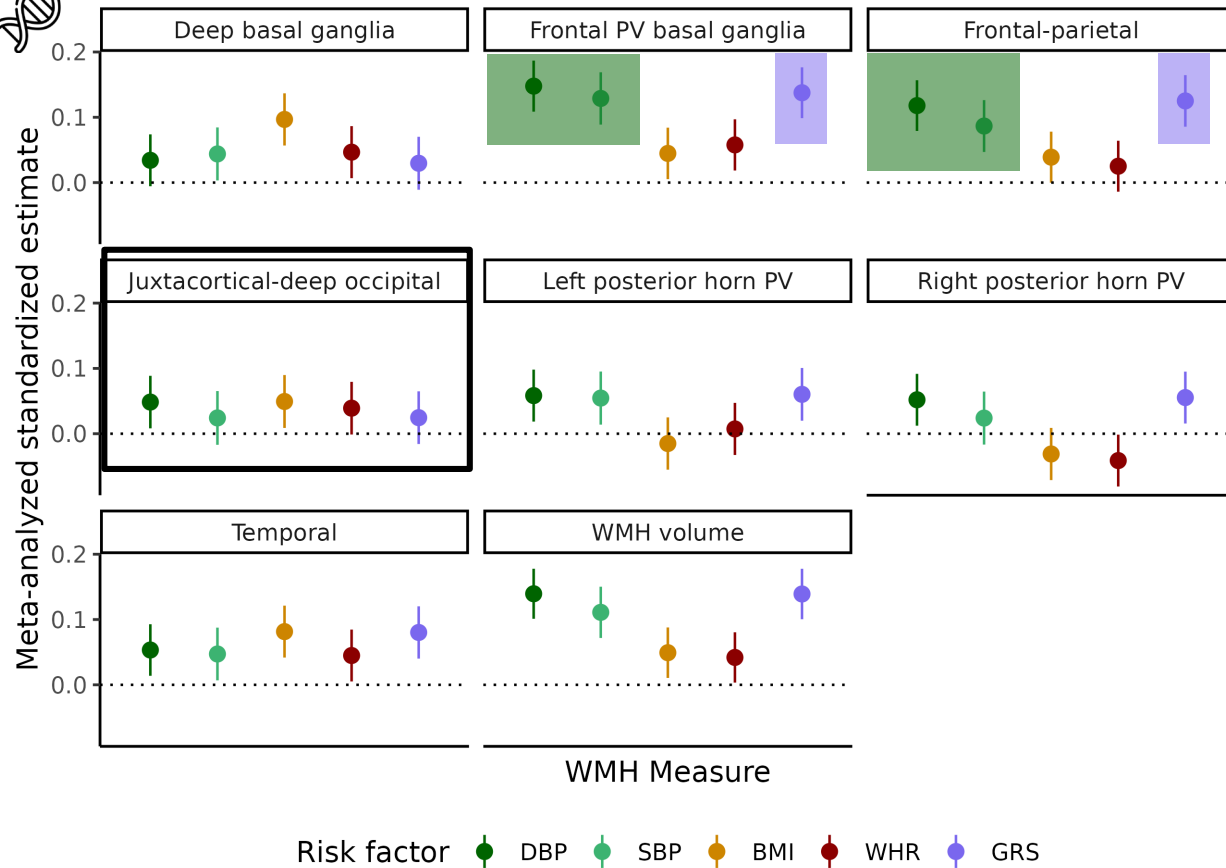 Deep basal ganglia
Frontal PV basal ganglia
Frontal-parietal
0.2
0.1
0.0
Juxtacortical-deep occipital
Left posterior horn PV
Right posterior horn PV
0.2
0.1
0.0
Temporal
WMH volume
0.2
0.1
0.0
Meta-analyzed standardized estimate
WMH Measure
Risk factor DBP SBP BMI WHR GRS